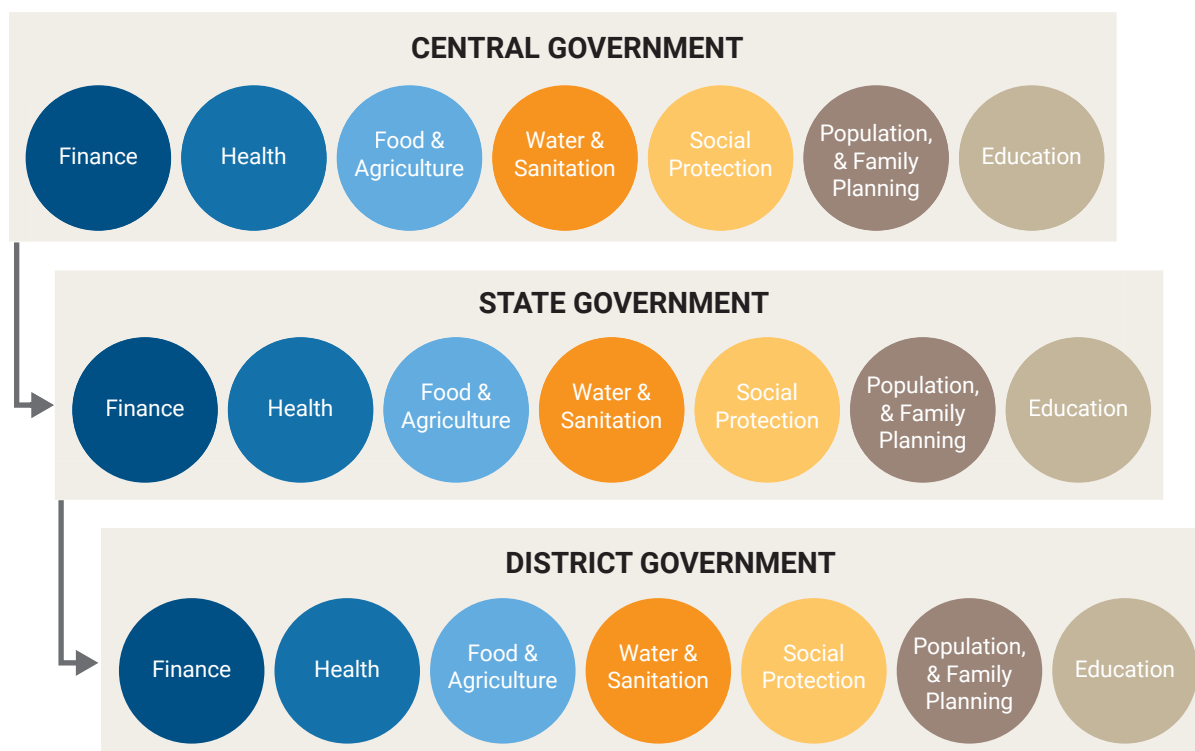 CENTRAL GOVERNMENT
Finance
Health
Food &
Agriculture
Water &
Sanitation
Social
Protection
Population,
& Family
Planning
Education
STATE GOVERNMENT
Finance
Health
Food &
Agriculture
Water &
Sanitation
Social
Protection
Population,
& Family
Planning
Education
DISTRICT GOVERNMENT
Finance
Health
Food &
Agriculture
Water &
Sanitation
Social
Protection
Population,
& Family
Planning
Education